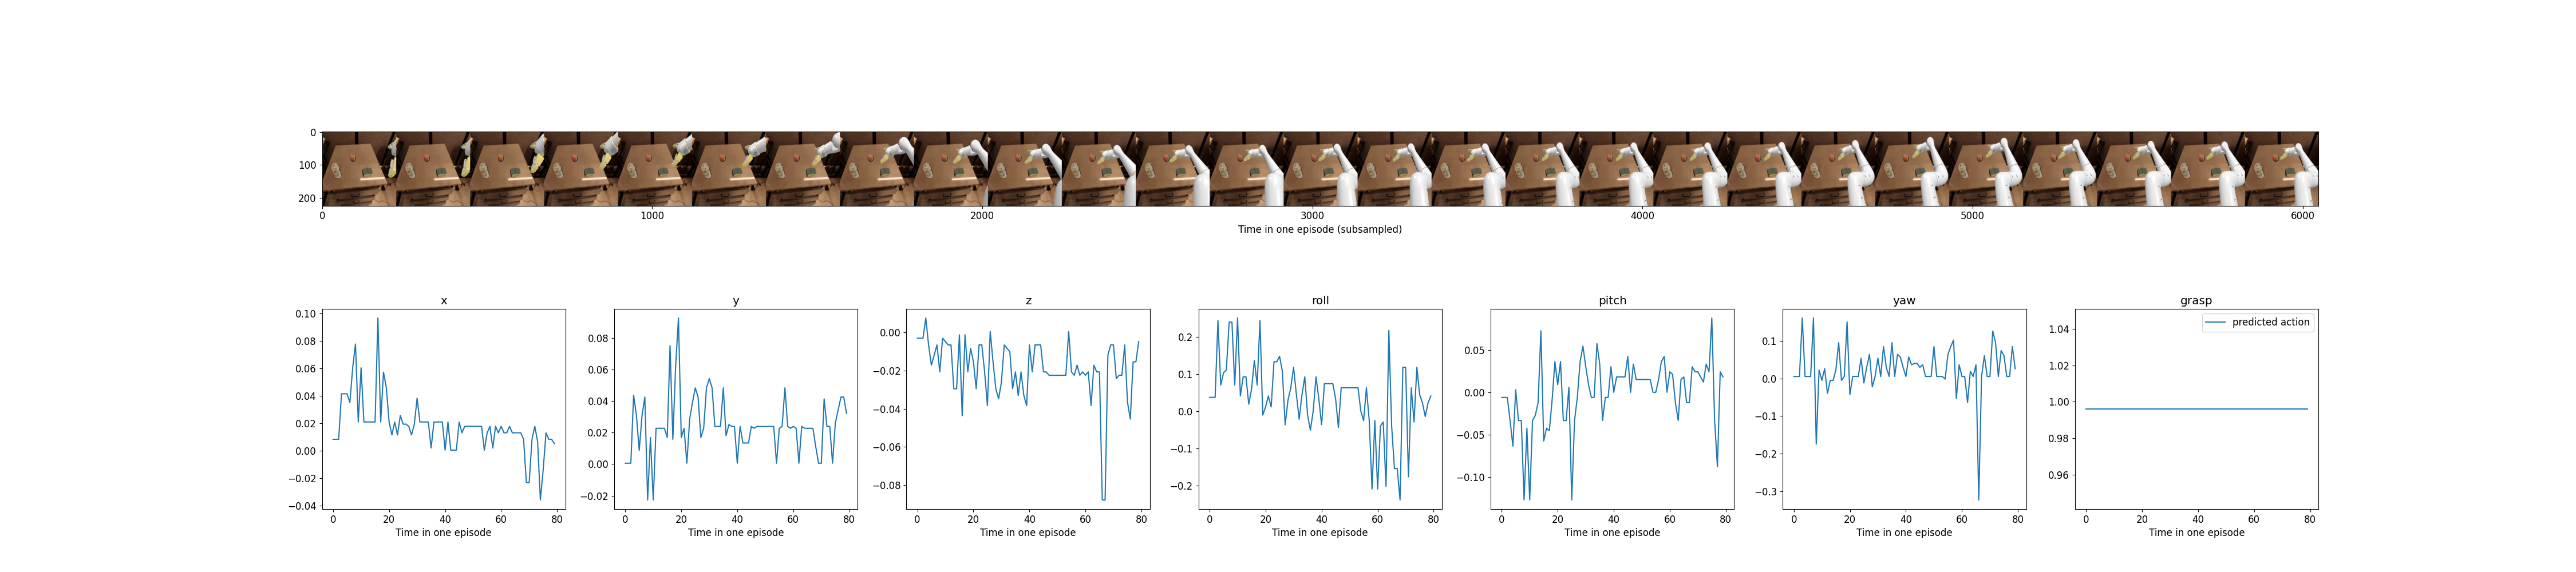 0
100
200
0 1000 2000 3000 4000 5000 6000
Time in one episode (subsampled)
x
0.10
0.08
0.06
0.04
0.02
0.00
−0.02
−0.04
0 20 40 60 80
Time in one episode
y
0.08
0.06
0.04
0.02
0.00
−0.02
0 20 40 60 80
Time in one episode
z
0.00
−0.02
−0.04
−0.06
−0.08
0 20 40 60 80
Time in one episode
roll
0.2
0.1
0.0
−0.1
−0.2
0 20 40 60 80
Time in one episode
pitch
0.05
0.00
−0.05
−0.10
0 20 40 60 80
Time in one episode
yaw
0.1
0.0
−0.1
−0.2
−0.3
0 20 40 60 80
Time in one episode
grasp
predicted action
1.04
1.02
1.00
0.98
0.96
0 20 40 60 80
Time in one episode